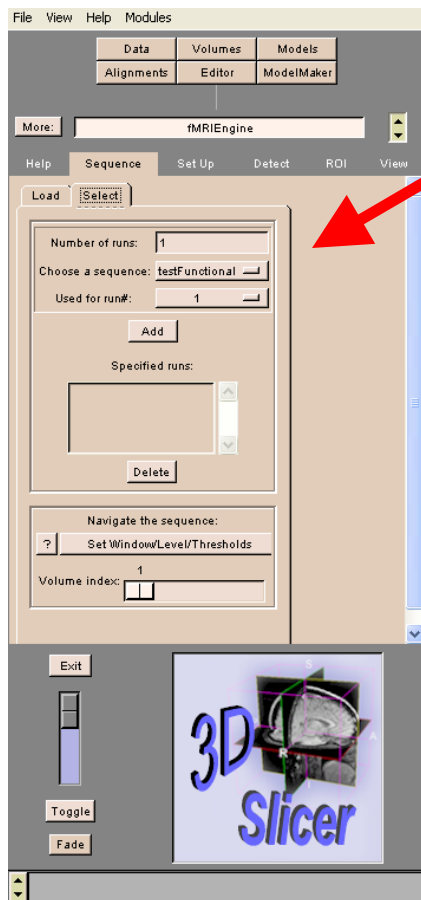 File View Help Modules
Data Volumes Models
Alignments Editor ModelMaker
More: fMRIEngine
Help Sequence Set Up Detect ROI View
Load Select
Number of runs: 1
Choose a sequence: testFunctional
Used for run#: 1
Add
Specified runs:
Delete
Navigate the sequence:
? Set Window/Level/Thresholds
1
Volume index:
Exit
Toggle
Fade
S
A
R
I
3D
Slicer